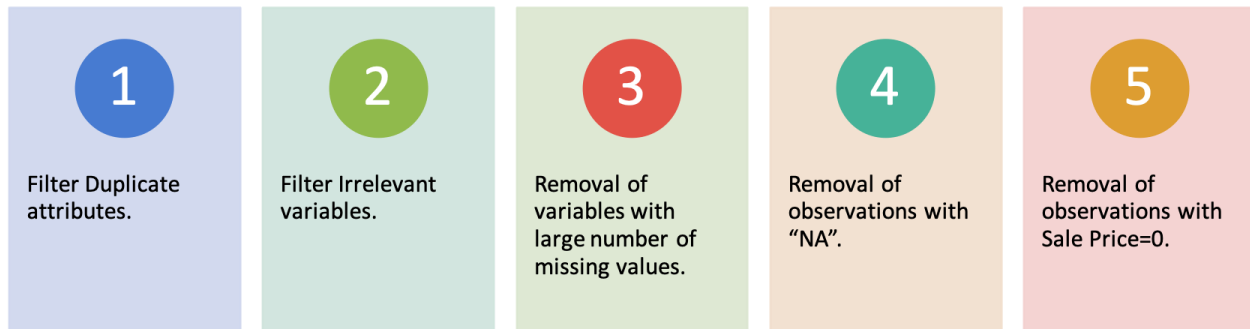 1
Filter Duplicate
attributes.
2
Filter Irrelevant
variables.
3
Removal of
variables with
large number of
missing values.
4
Removal of
observations with
“NA”.
5
Removal of
observations with
Sale Price=0.